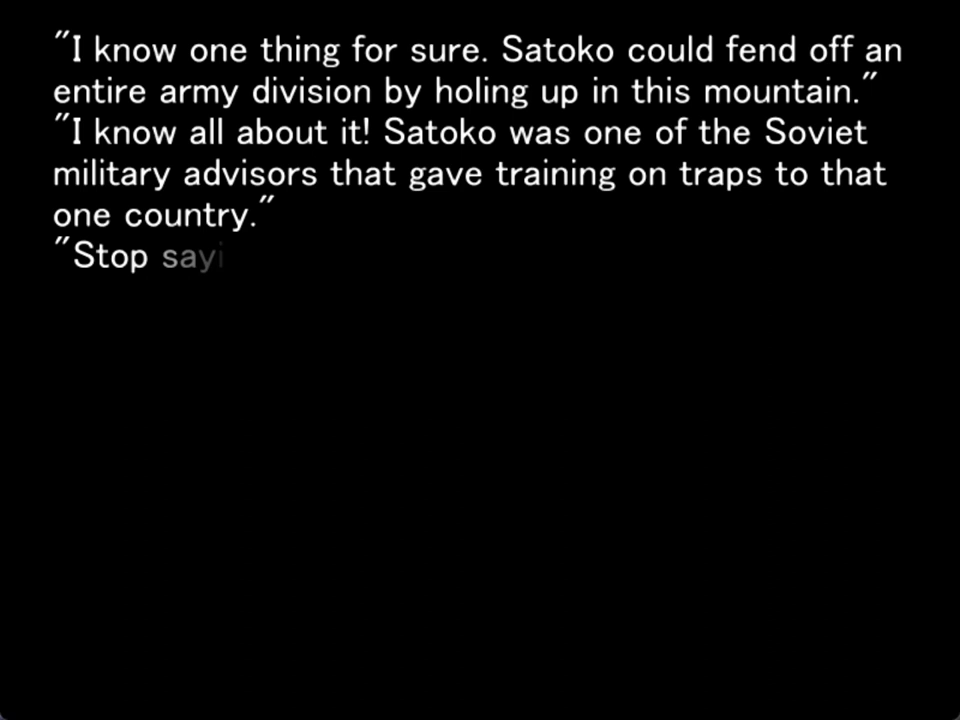 "I know one thing for sure. Satoko could fend off an
entire army division by holing up in this mountain."
"I know all about it! Satoko was one of the Soviet
military advisors that gave training on traps to that
one country."
"Stop sayi